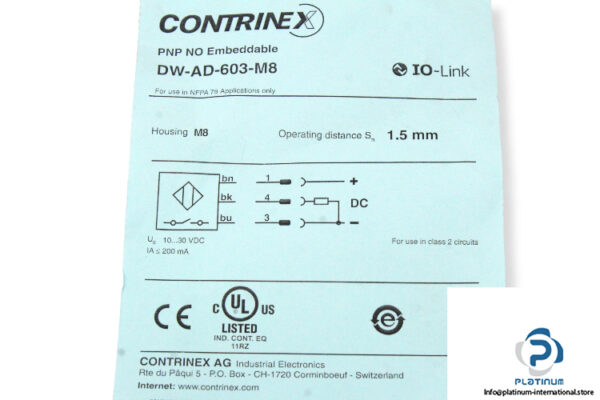 CONTRINEX
PNP NO Embeddable
DW-AD-603-M8
IO-Link
For use in NFPA 79 Applications only
Housing M8
Operating distance Sn 1.5 mm
bn 1 +
bk 4 DC
bu 3 –
UB 10...30 VDC
IA ≤ 200 mA
For use in class 2 circuits
CE
C UL US
LISTED
IND. CONT. EQ
11RZ
e
CONTRINEX AG Industrial Electronics
Rte du Pâqui 5 - P.O. Box - CH-1720 Corminboeuf - Switzerland
Internet: www.contrinex.com
PLATINUM
Info@platinum-international.store